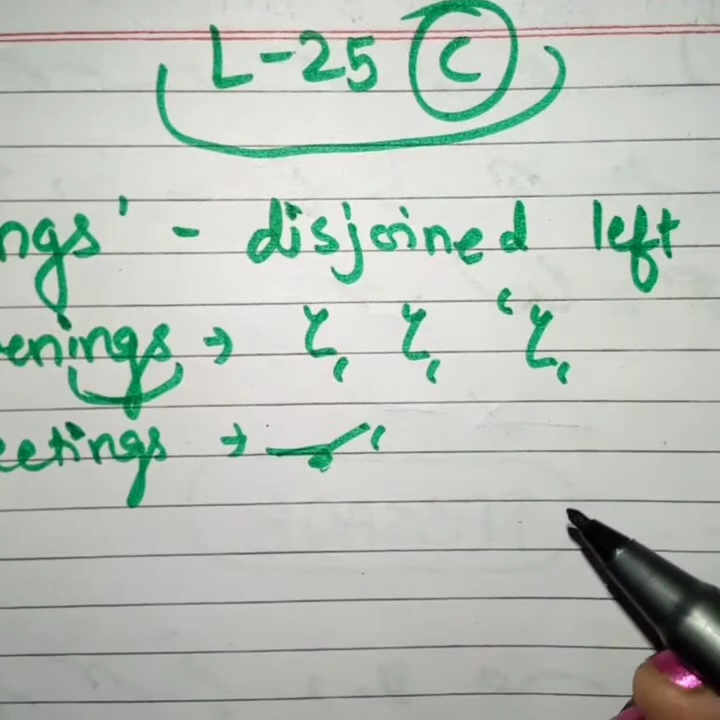 L-25 C
ngs' - disjoined left
enings →
eetings →